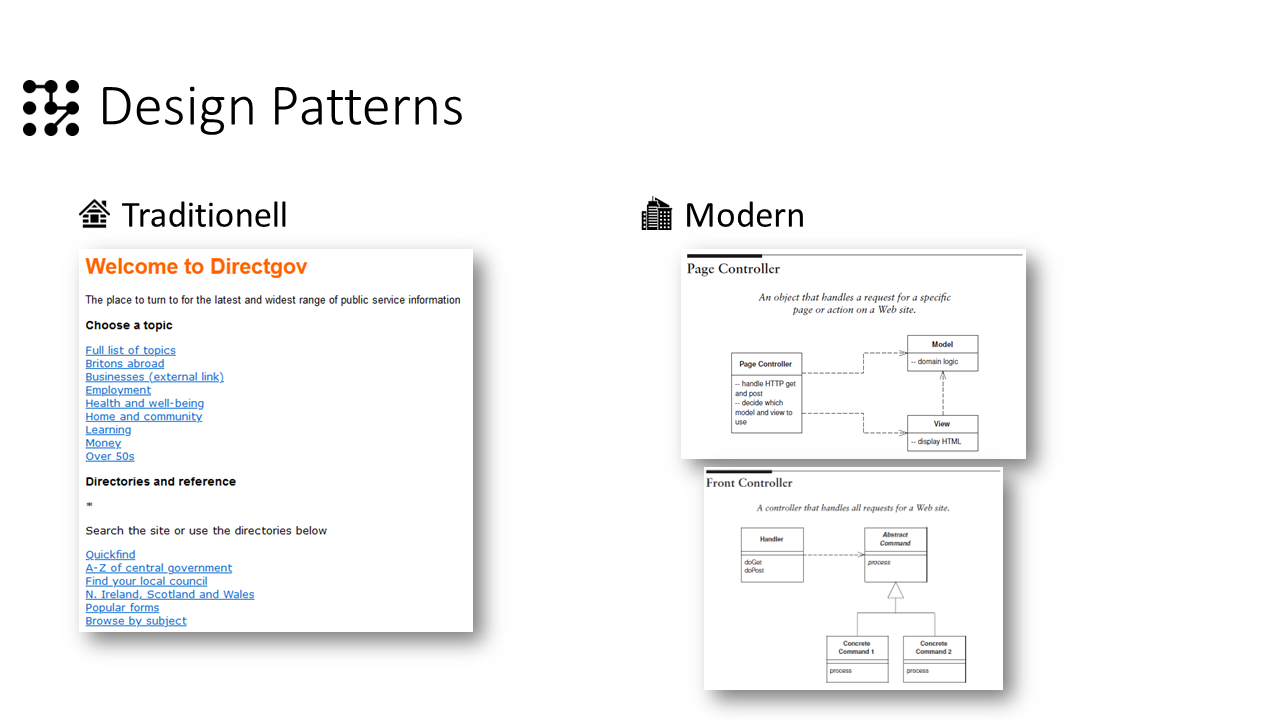 Design Patterns
Traditionell
Welcome to Directgov
The place to turn to for the latest and widest range of public service information
Choose a topic
Full list of topics
Britons abroad
Businesses (external link)
Employment
Health and well-being
Home and community
Learning
Money
Over 50s
Directories and reference
*
Search the site or use the directories below
Quickfind
A-Z of central government
Find your local council
N. Ireland, Scotland and Wales
Popular forms
Browse by subject
Modern
Page Controller
An object that handles a request for a specific
page or action on a Web site.
Page Controller
-- handle HTTP get
and post
-- decide which
model and view to
use
Model
-- domain logic
View
-- display HTML
Front Controller
A controller that handles all requests for a Web site.
Handler
doGet
doPost
Abstract
Command
process
Concrete
Command 1
process
Concrete
Command 2
process